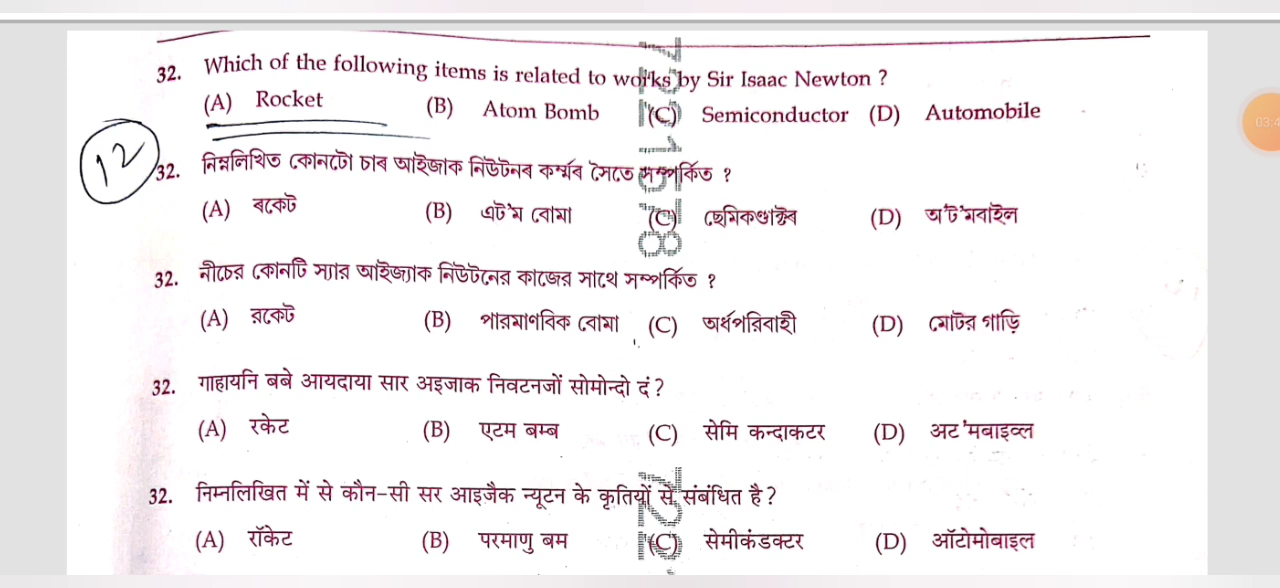 32. Which of the following items is related to works by Sir Isaac Newton ?
(A) Rocket (B) Atom Bomb (C) Semiconductor (D) Automobile
12
32. নিম্নলিখিত কোনটো চাৰ আইজাক নিউটনৰ কৰ্ম্মৰ সৈতে সম্পৰ্কিত ?
(A) ৰকেট (B) এট'ম বোমা (C) ছেমিকণ্ডাক্টৰ (D) অ'ট'মবাইল
32. নীচের কোনটি স্যার আইজ্যাক নিউটনের কাজের সাথে সম্পর্কিত ?
(A) রকেট (B) পারমাণবিক বোমা (C) অর্ধপরিবাহী (D) মোটর গাড়ি
32. गाहायनि बबे आयदाया सार अइजाक निवटनजों सोमोन्दो दं ?
(A) रकेट (B) एटम बम्ब (C) सेमि कन्दाकटर (D) अट'मबाइव्ल
32. निम्नलिखित में से कौन-सी सर आइजैक न्यूटन के कृतियों से संबंधित है ?
(A) रॉकेट (B) परमाणु बम (C) सेमीकंडक्टर (D) ऑटोमोबाइल